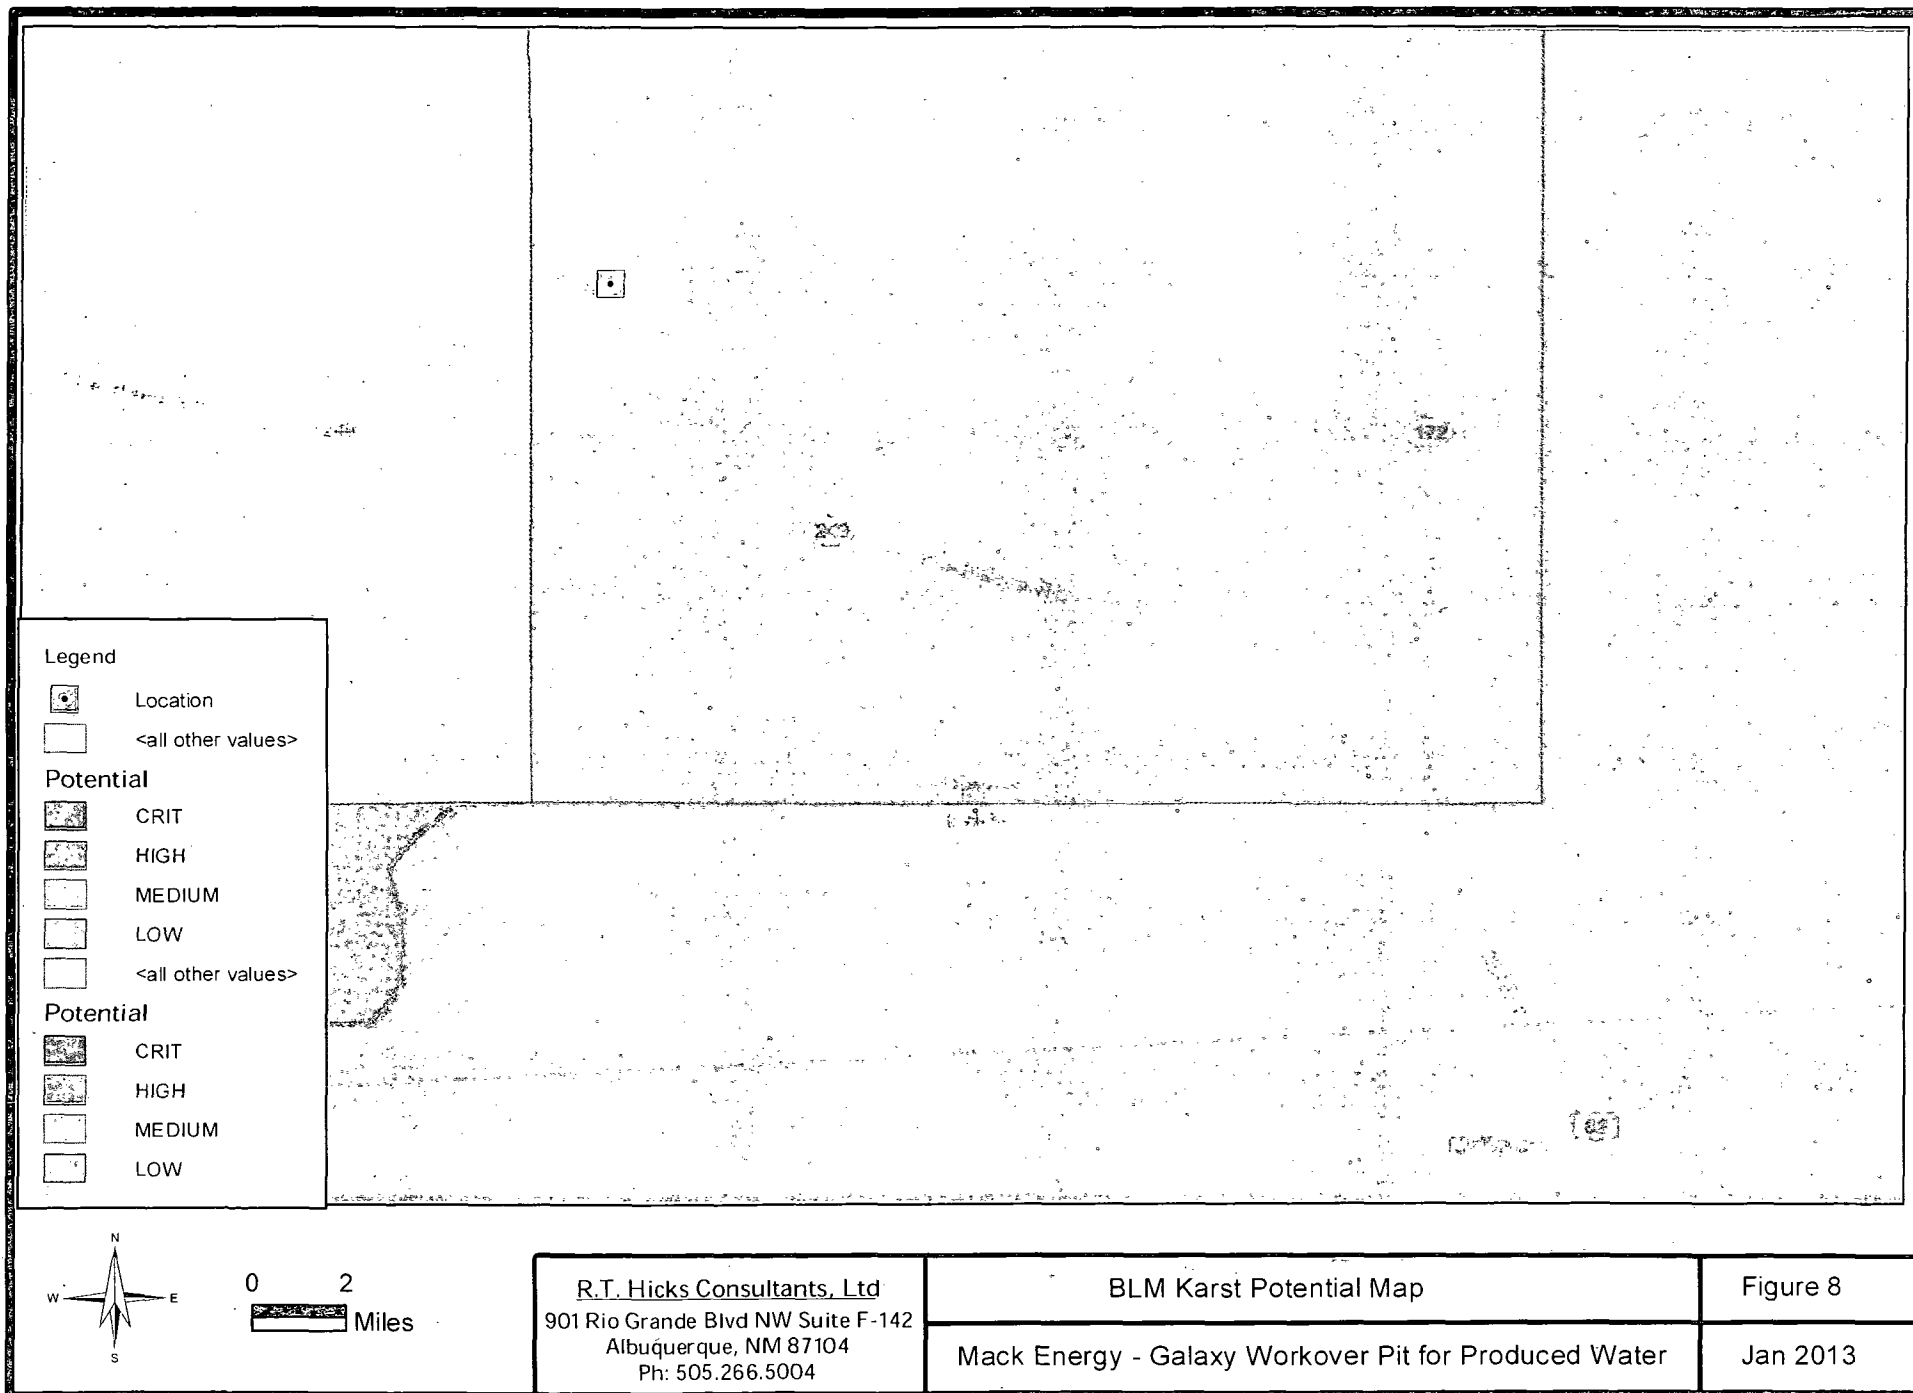 Legend
Location
<all other values>
Potential
CRIT
HIGH
MEDIUM
LOW
<all other values>
Potential
CRIT
HIGH
MEDIUM
LOW
N
W E
S
0 2
Miles
R.T. Hicks Consultants, Ltd
901 Rio Grande Blvd NW Suite F-142
Albuquerque, NM 87104
Ph: 505.266.5004
BLM Karst Potential Map
Mack Energy - Galaxy Workover Pit for Produced Water
Figure 8
Jan 2013